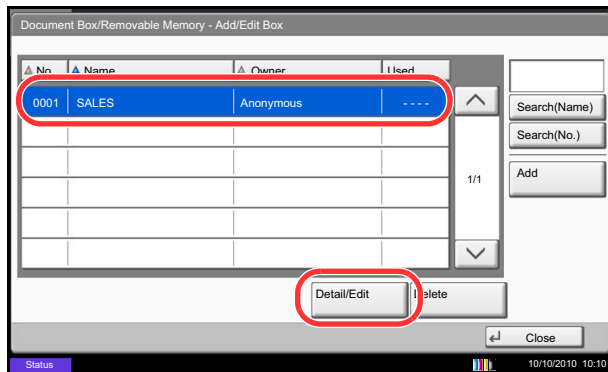 Document Box/Removable Memory - Add/Edit Box
No. Name Owner Used
0001 SALES Anonymous - - - -
Search(Name)
Search(No.)
1/1
Add
Detail/Edit Delete
Close
Status 10/10/2010 10:10